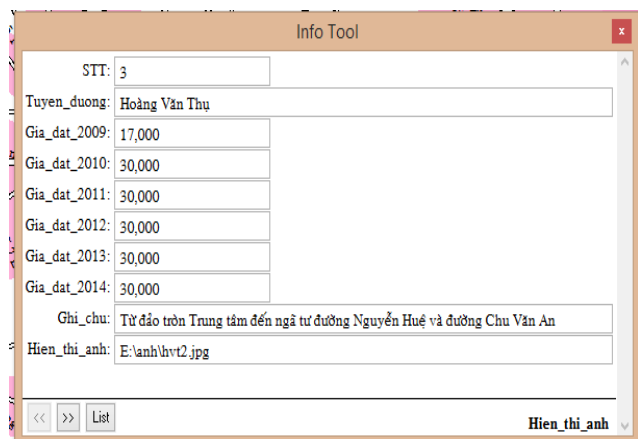 Info Tool
x
STT: 3
Tuyen_duong: Hoàng Văn Thụ
Gia_dat_2009: 17,000
Gia_dat_2010: 30,000
Gia_dat_2011: 30,000
Gia_dat_2012: 30,000
Gia_dat_2013: 30,000
Gia_dat_2014: 30,000
Ghi_chu: Từ đảo tròn Trung tâm đến ngã tư đường Nguyễn Huệ và đường Chu Văn An
Hien_thi_anh: E:\anh\hvt2.jpg
<< >> List Hien_thi_anh